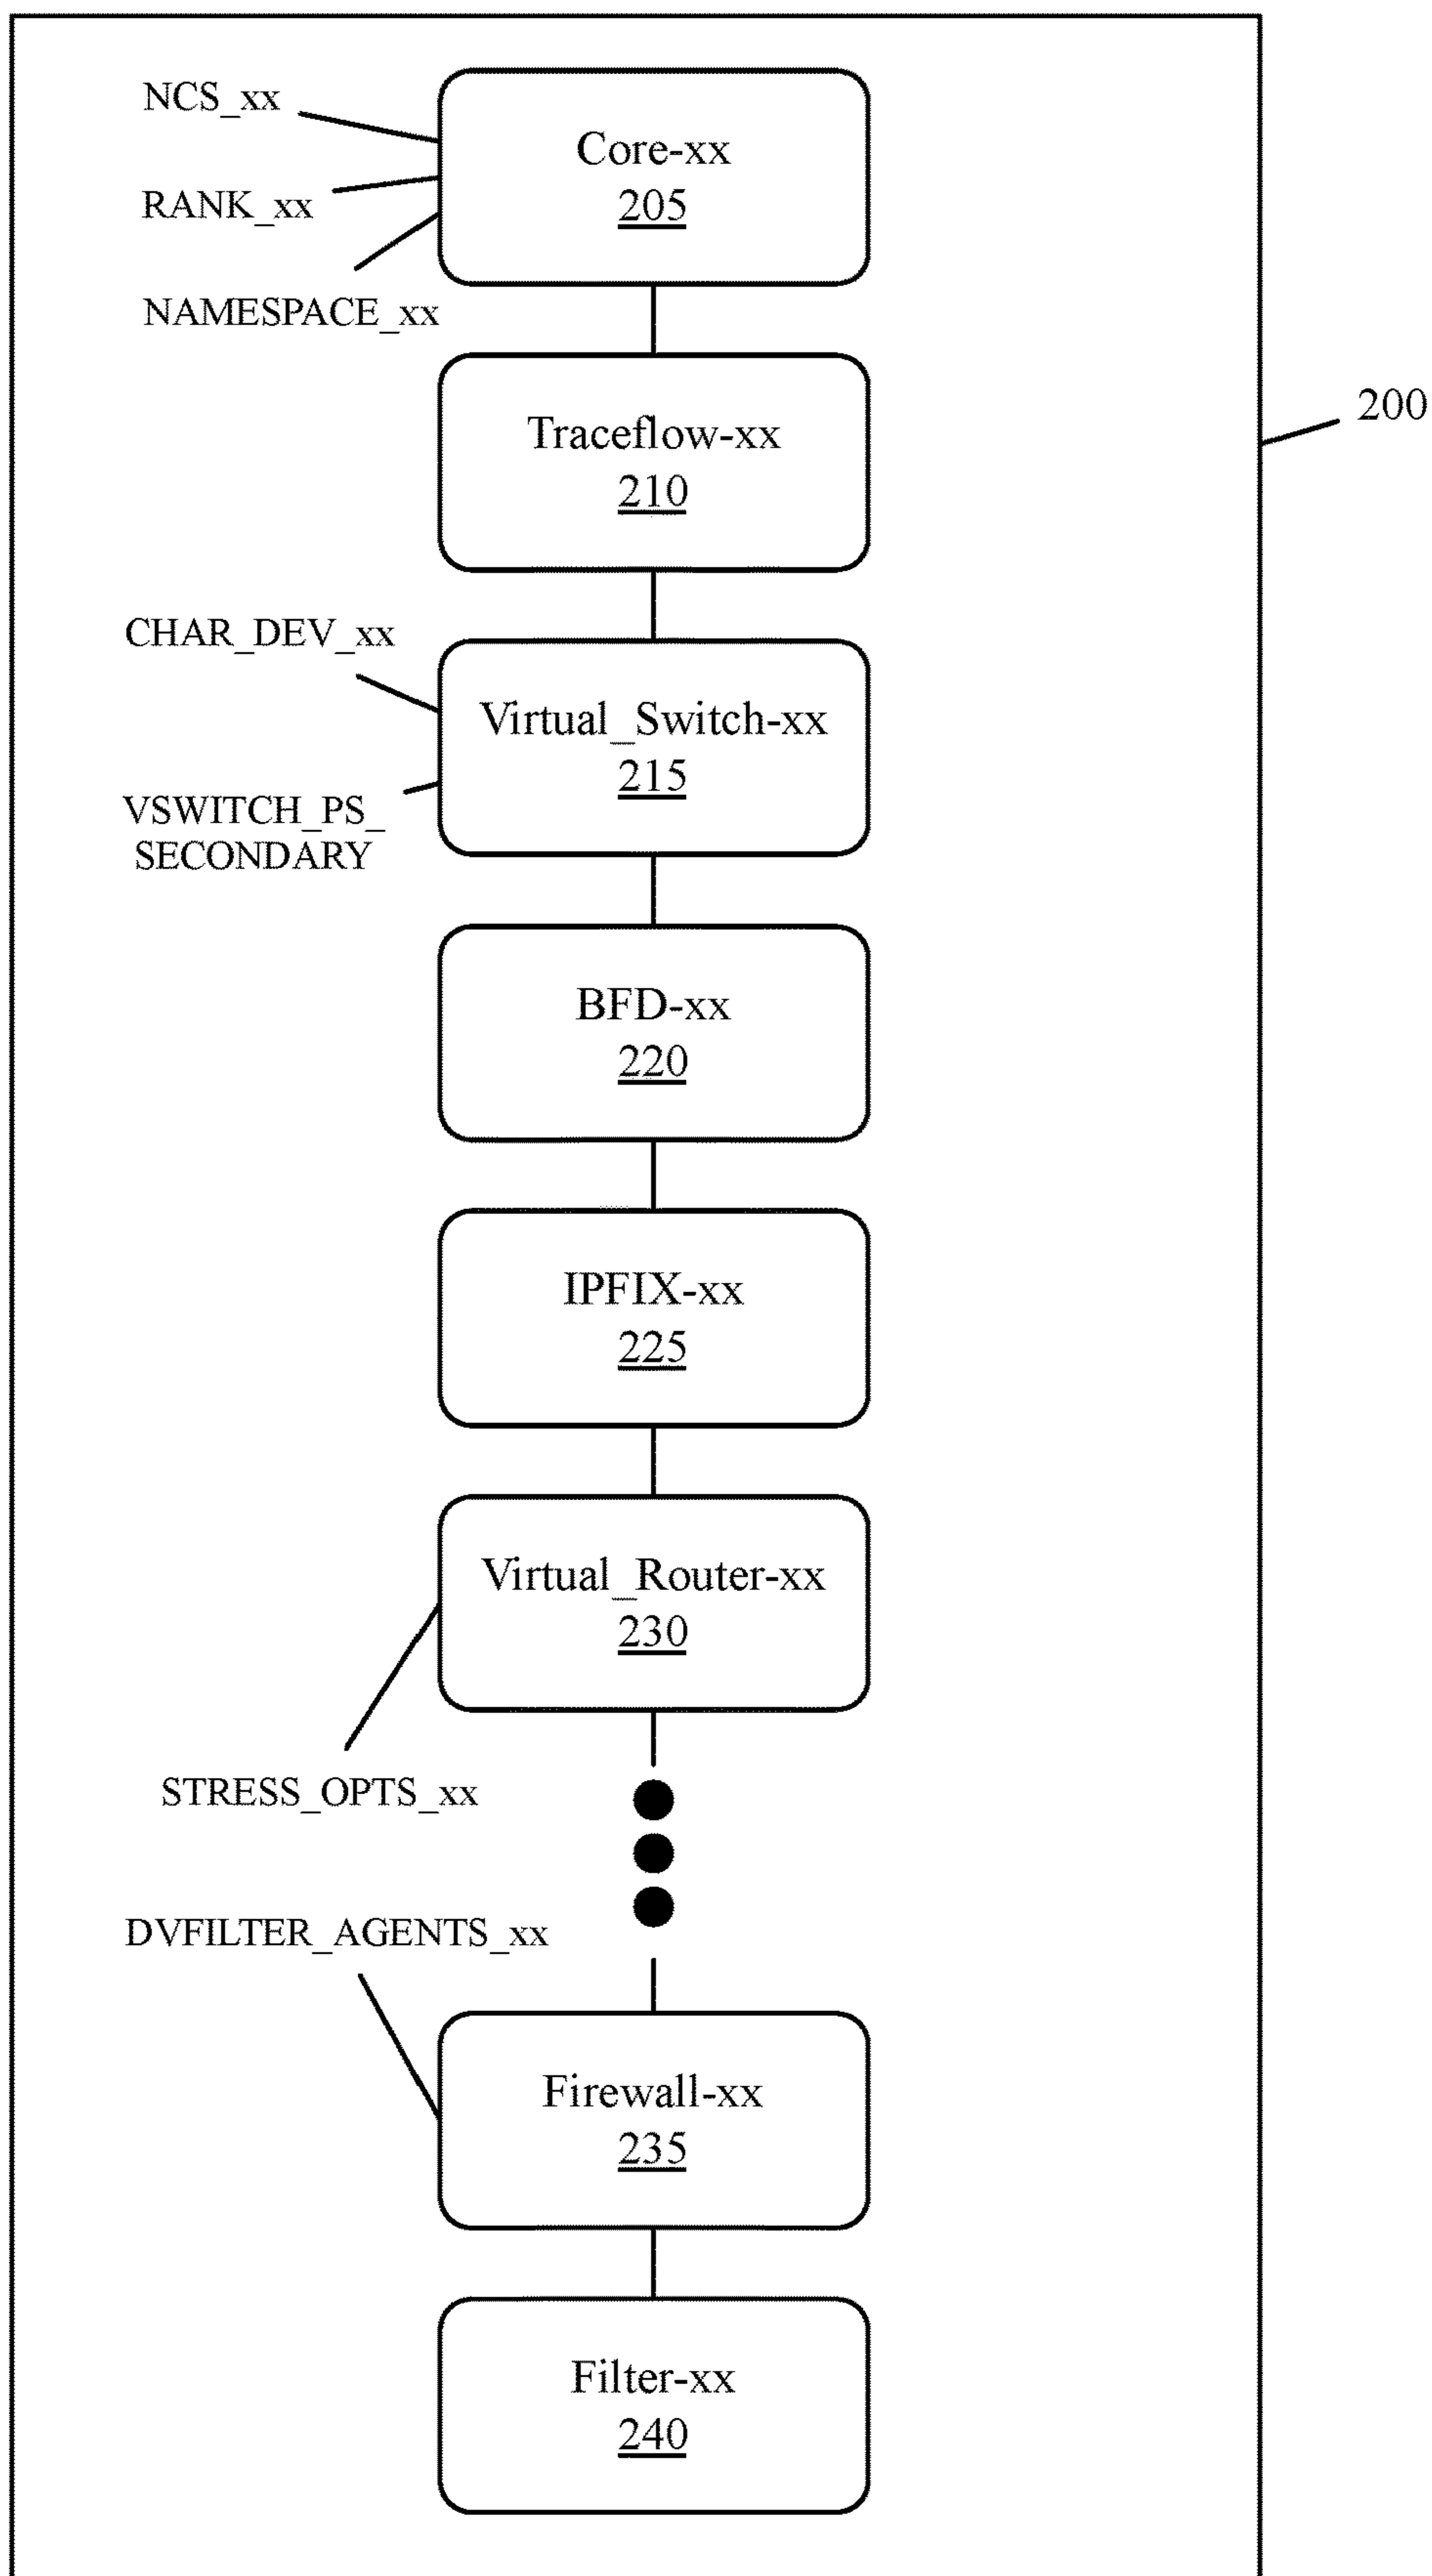 NCS_xx
Core-xx
205
RANK_xx
NAMESPACE_xx
Traceflow-xx
210
200
CHAR_DEV_xx
Virtual_Switch-xx
215
VSWITCH_PS_
SECONDARY
BFD-xx
220
IPFIX-xx
225
Virtual_Router-xx
230
STRESS_OPTS_xx
DVFILTER_AGENTS_xx
Firewall-xx
235
Filter-xx
240